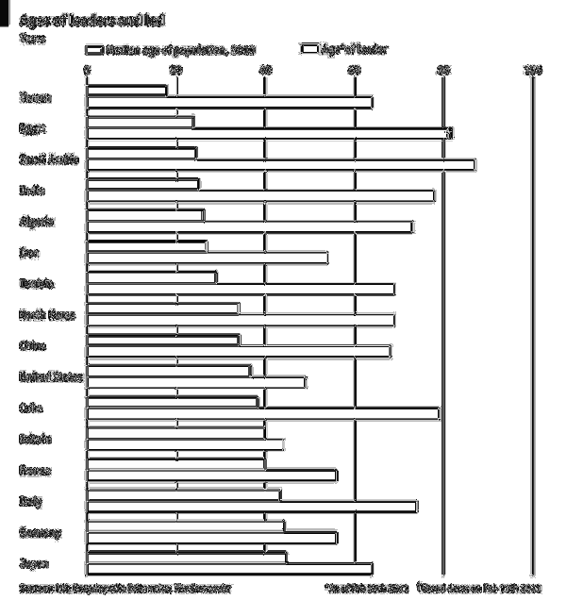 Ages of leaders and led
Years
Median age of population, 2009 Age* of leader
0 20 40 60 80 100
Yemen
Egypt
Saudi Arabia
India
Algeria
Iran
Tunisia
North Korea
China
United States
Cuba
Britain
France
Italy
Germany
Japan